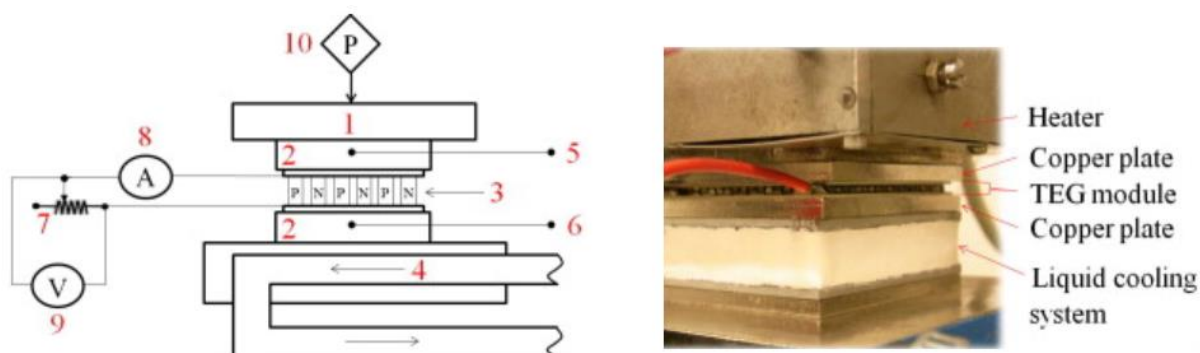 10 P
1
8
2 5
A
P N P N P N 3
7
2 6
4
V
9
Heater
Copper plate
TEG module
Copper plate
Liquid cooling
system